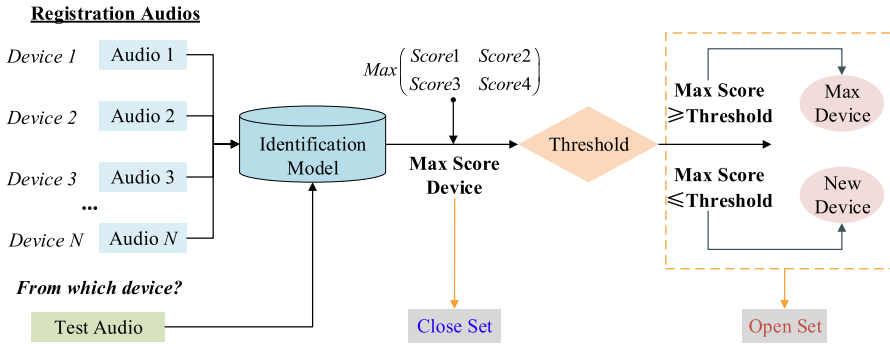 Registration Audios
Device 1
Audio 1
Device 2
Audio 2
Device 3
Audio 3
...
Device N
Audio N
From which device?
Test Audio
Identification
Model
Max(Score1 Score2
Score3 Score4)
Max Score
Device
Close Set
Threshold
Max Score
≥Threshold
Max
Device
Max Score
≤Threshold
New
Device
Open Set